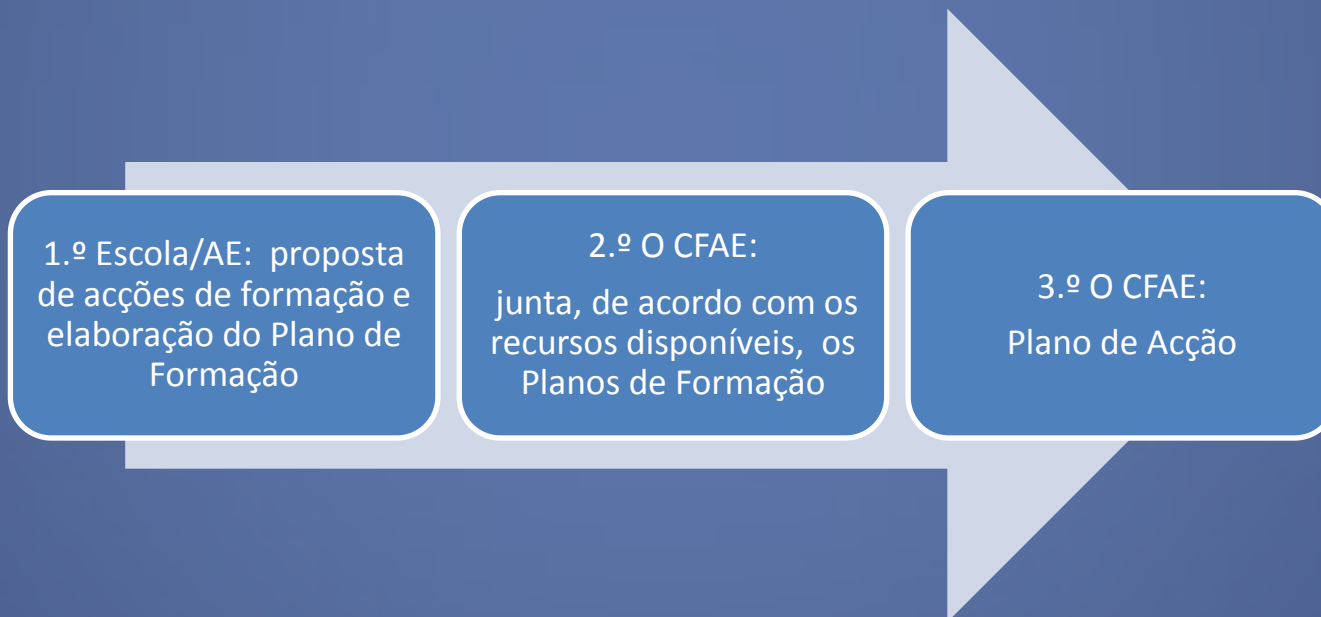 1.º Escola/AE: proposta
de acções de formação e
elaboração do Plano de
Formação
2.º O CFAE:
junta, de acordo com os
recursos disponíveis, os
Planos de Formação
3.º O CFAE:
Plano de Acção